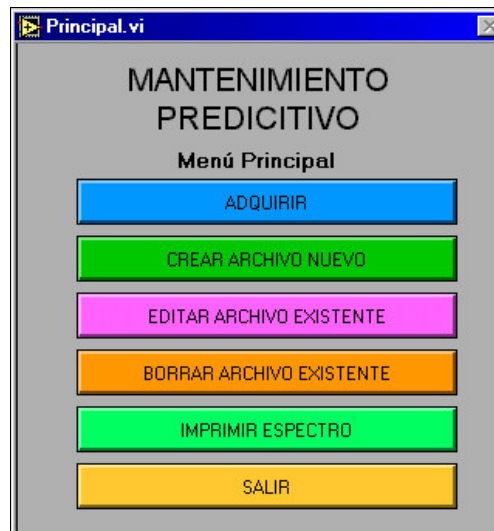 Principal.vi
MANTENIMIENTO
PREDICITIVO
Menú Principal
ADQUIRIR
CREAR ARCHIVO NUEVO
EDITAR ARCHIVO EXISTENTE
BORRAR ARCHIVO EXISTENTE
IMPRIMIR ESPECTRO
SALIR